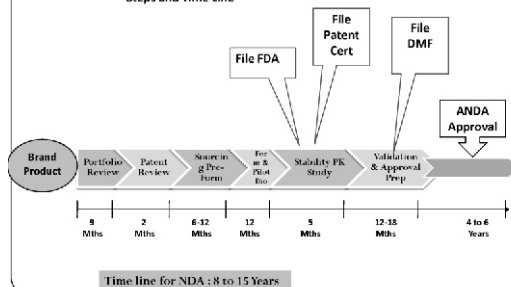 Steps and Time Line
File FDA
File
Patent
Cert
File
DMF
ANDA
Approval
Brand
Product
Portfolio
Review
Patent
Review
Sourcin
g Pre-
Form
For
m &
Pilot
Bio
Stability PK
Study
Validation
& Approval
Prep
9
Mths
2
Mths
6-12
Mths
12
Mths
5
Mths
12-18
Mths
4 to 6
Years
Time line for NDA : 8 to 15 Years